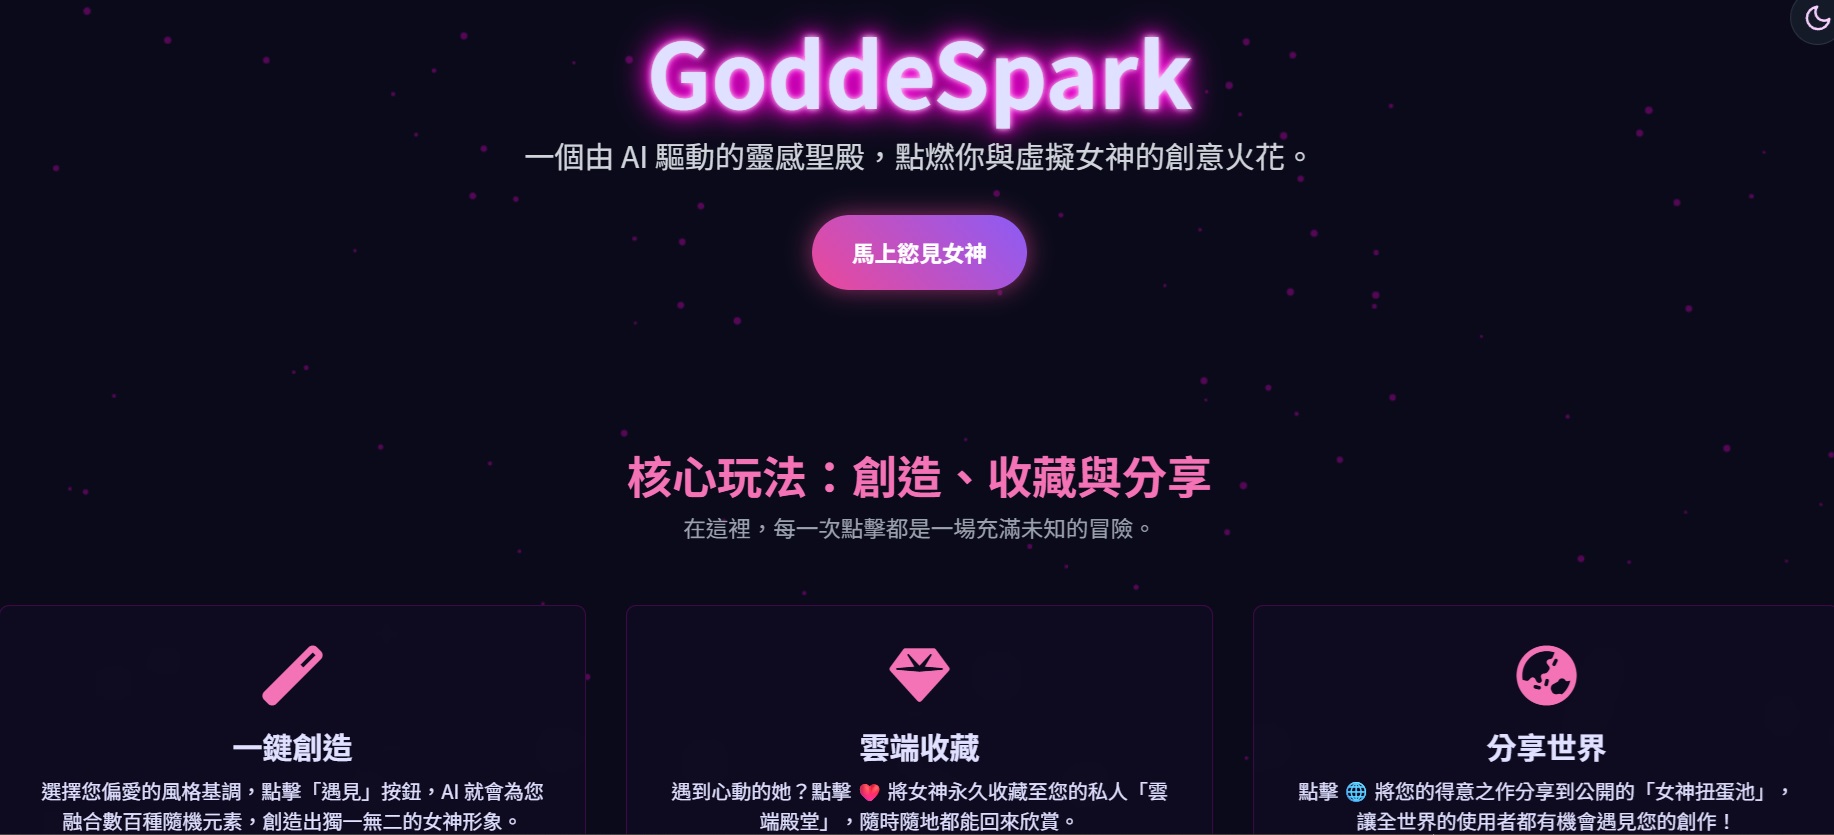 GoddeSpark
一個由 AI 驅動的靈感聖殿，點燃你與虛擬女神的創意火花。
馬上慾見女神
核心玩法：創造、收藏與分享
在這裡，每一次點擊都是一場充滿未知的冒險。
一鍵創造
選擇您偏愛的風格基調，點擊「遇見」按鈕，AI 就會為您
融合數百種隨機元素，創造出獨一無二的女神形象。
雲端收藏
遇到心動的她？點擊 ❤️ 將女神永久收藏至您的私人「雲
端殿堂」，隨時隨地都能回來欣賞。
分享世界
點擊 🌐 將您的得意之作分享到公開的「女神扭蛋池」，
讓全世界的使用者都有機會遇見您的創作！